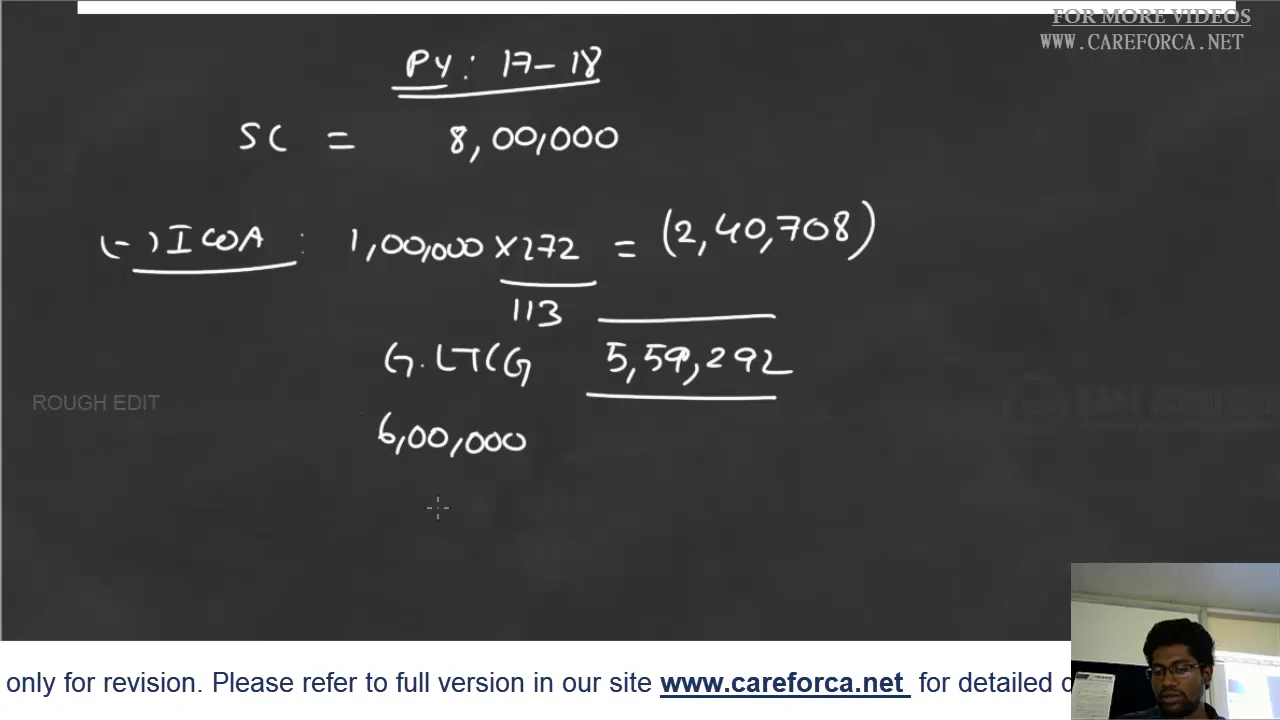 FOR MORE VIDEOS
WWW.CAREFORCA.NET
PY: 17-18
SC = 8,00,000
(-) ICOA : 1,00,000 x 272 = (2,40,708)
113
G.LTCG 5,59,292
ROUGH EDIT
6,00,000
only for revision. Please refer to full version in our site www.careforca.net for detailed